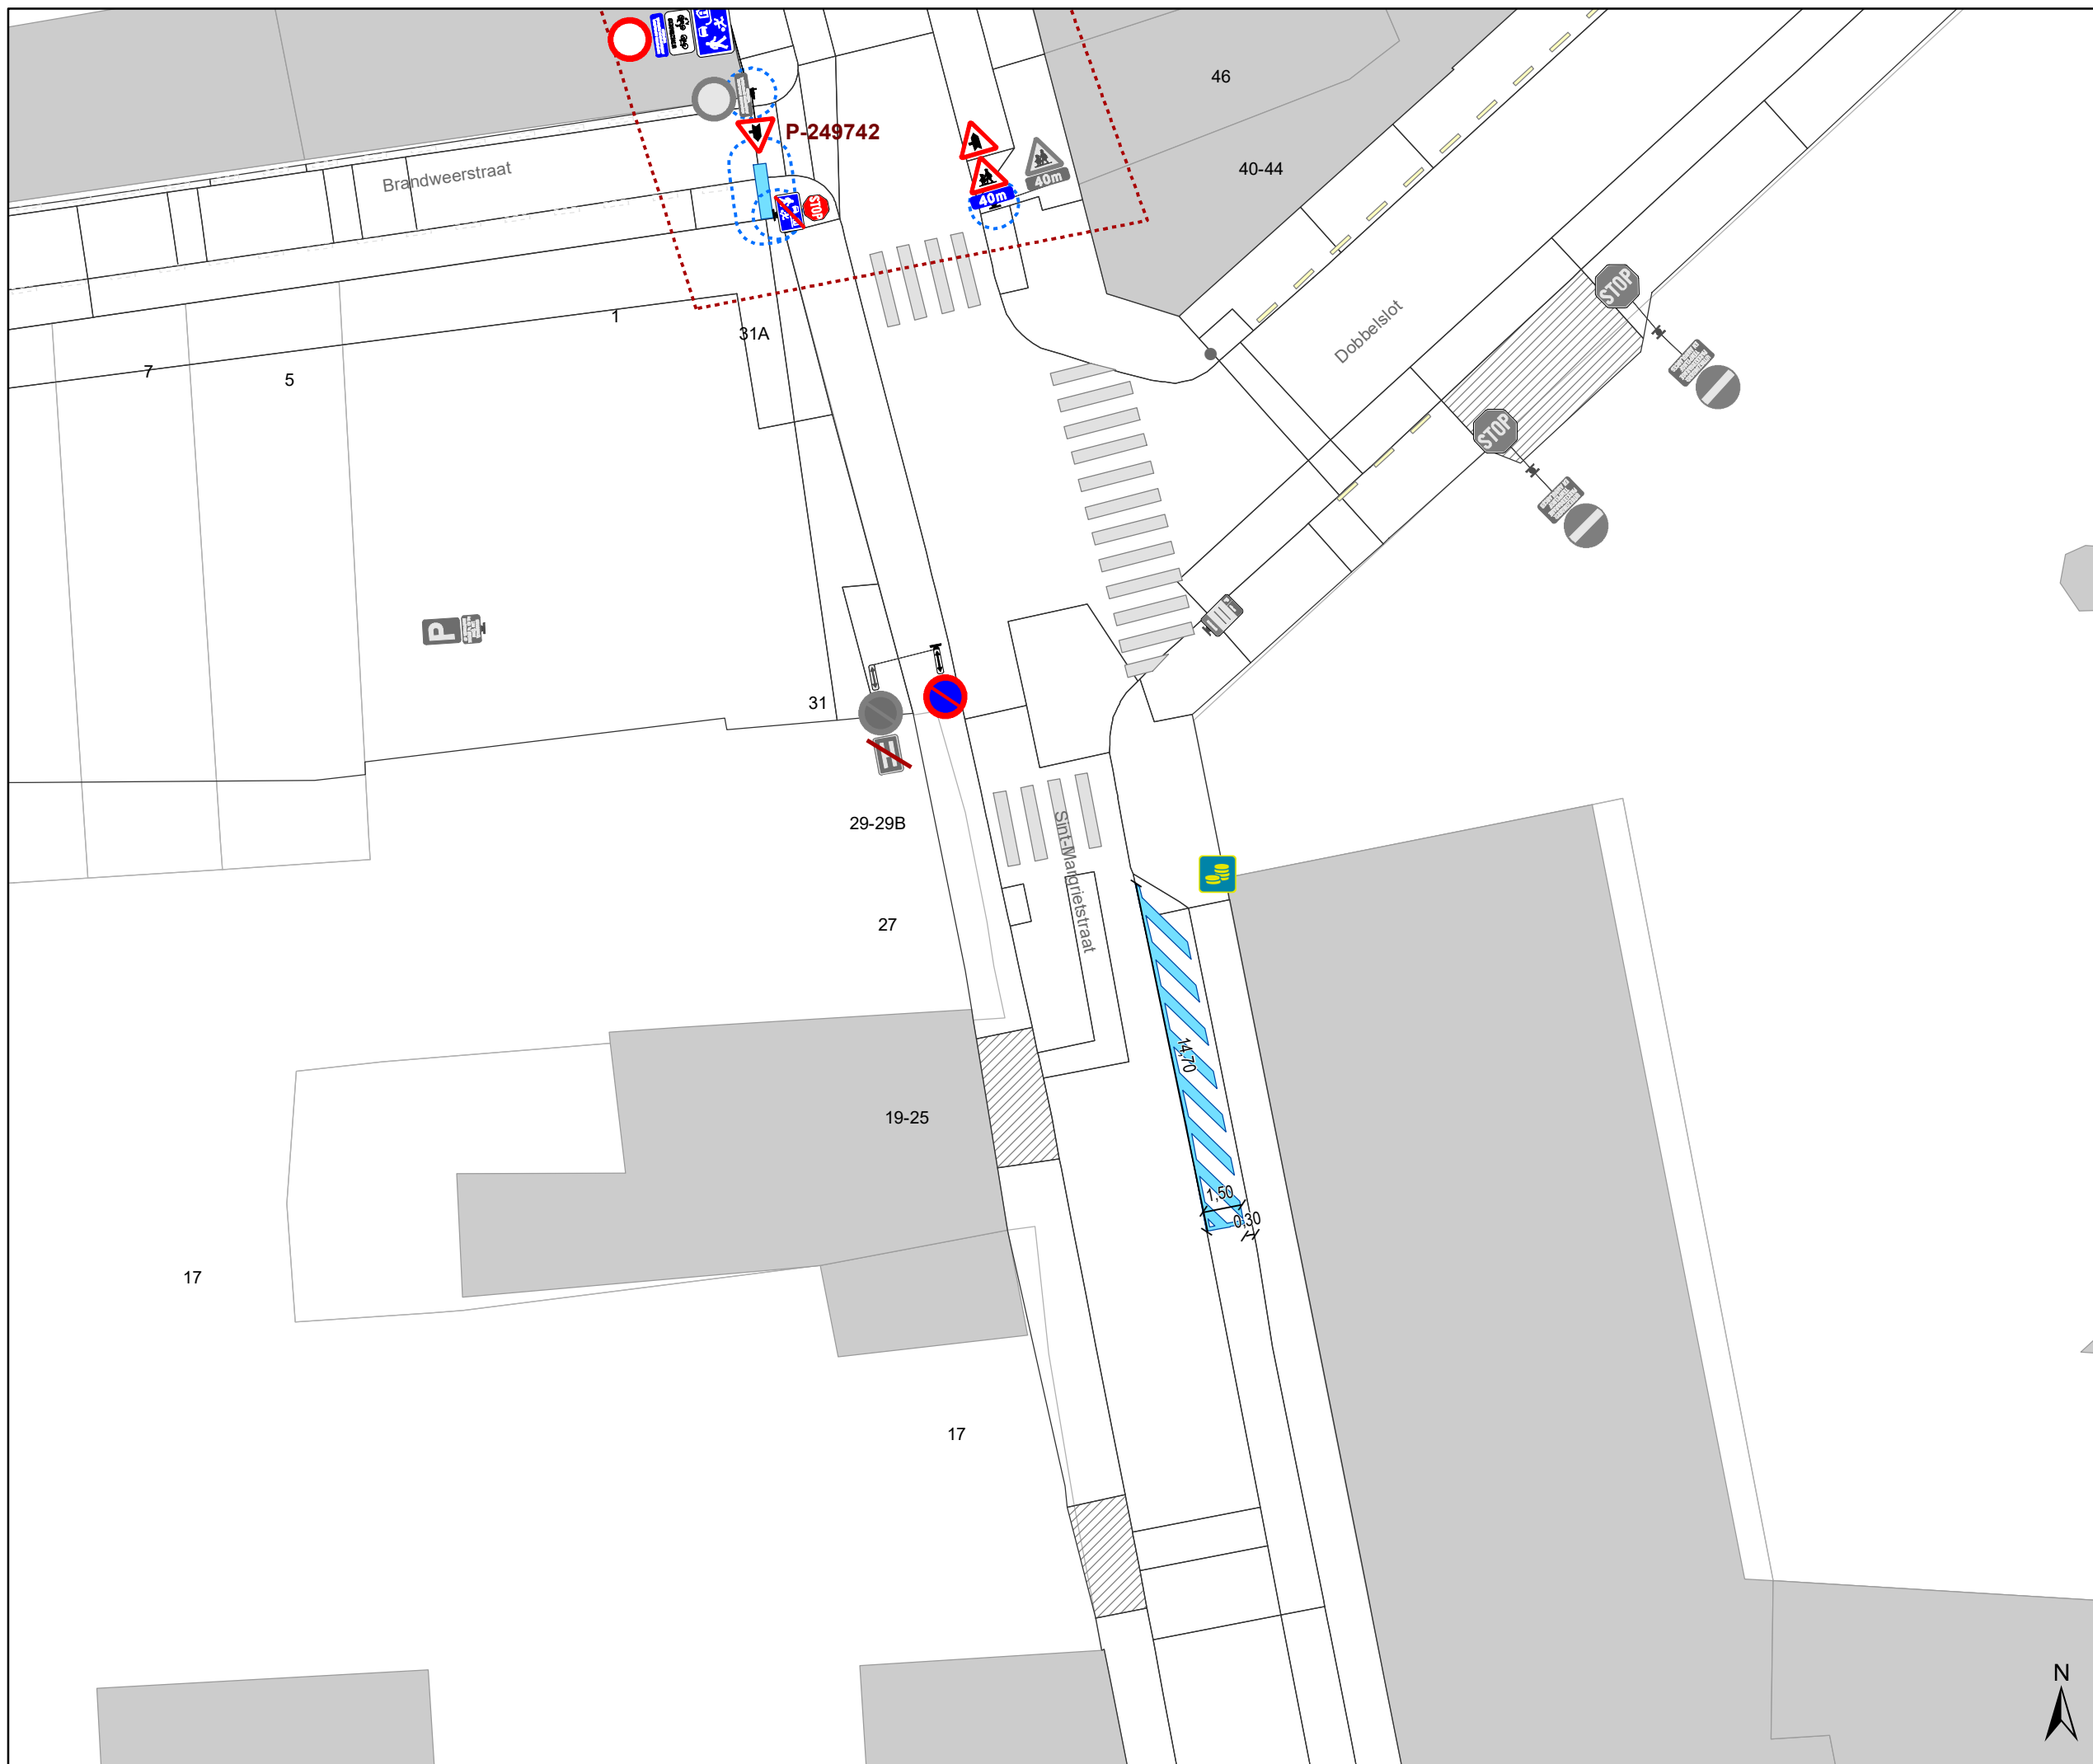 46
P-249742
40-44
Brandweerstraat
40m
40m
STOP
STOP
Dobbelslot
1
31A
7
5
STOP
P
31
29-29B
Sint-Margrietstraat
27
14,70
19-25
1,50
0,30
17
17
N